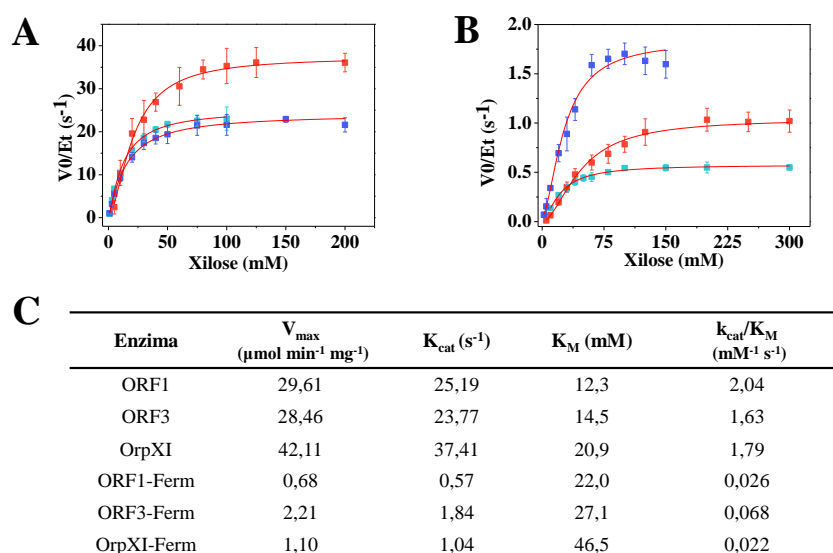 A
V0/Et (s⁻¹)
40
30
20
10
0
0 50 100 150 200
Xilose (mM)
B
V0/Et (s⁻¹)
2.0
1.5
1.0
0.5
0.0
0 75 150 225 300
Xilose (mM)
C
Enzima Vmax (µmol min⁻¹ mg⁻¹) Kcat (s⁻¹) KM (mM) kcat/KM (mM⁻¹ s⁻¹)
ORF1 29,61 25,19 12,3 2,04
ORF3 28,46 23,77 14,5 1,63
OrpXI 42,11 37,41 20,9 1,79
ORF1-Ferm 0,68 0,57 22,0 0,026
ORF3-Ferm 2,21 1,84 27,1 0,068
OrpXI-Ferm 1,10 1,04 46,5 0,022